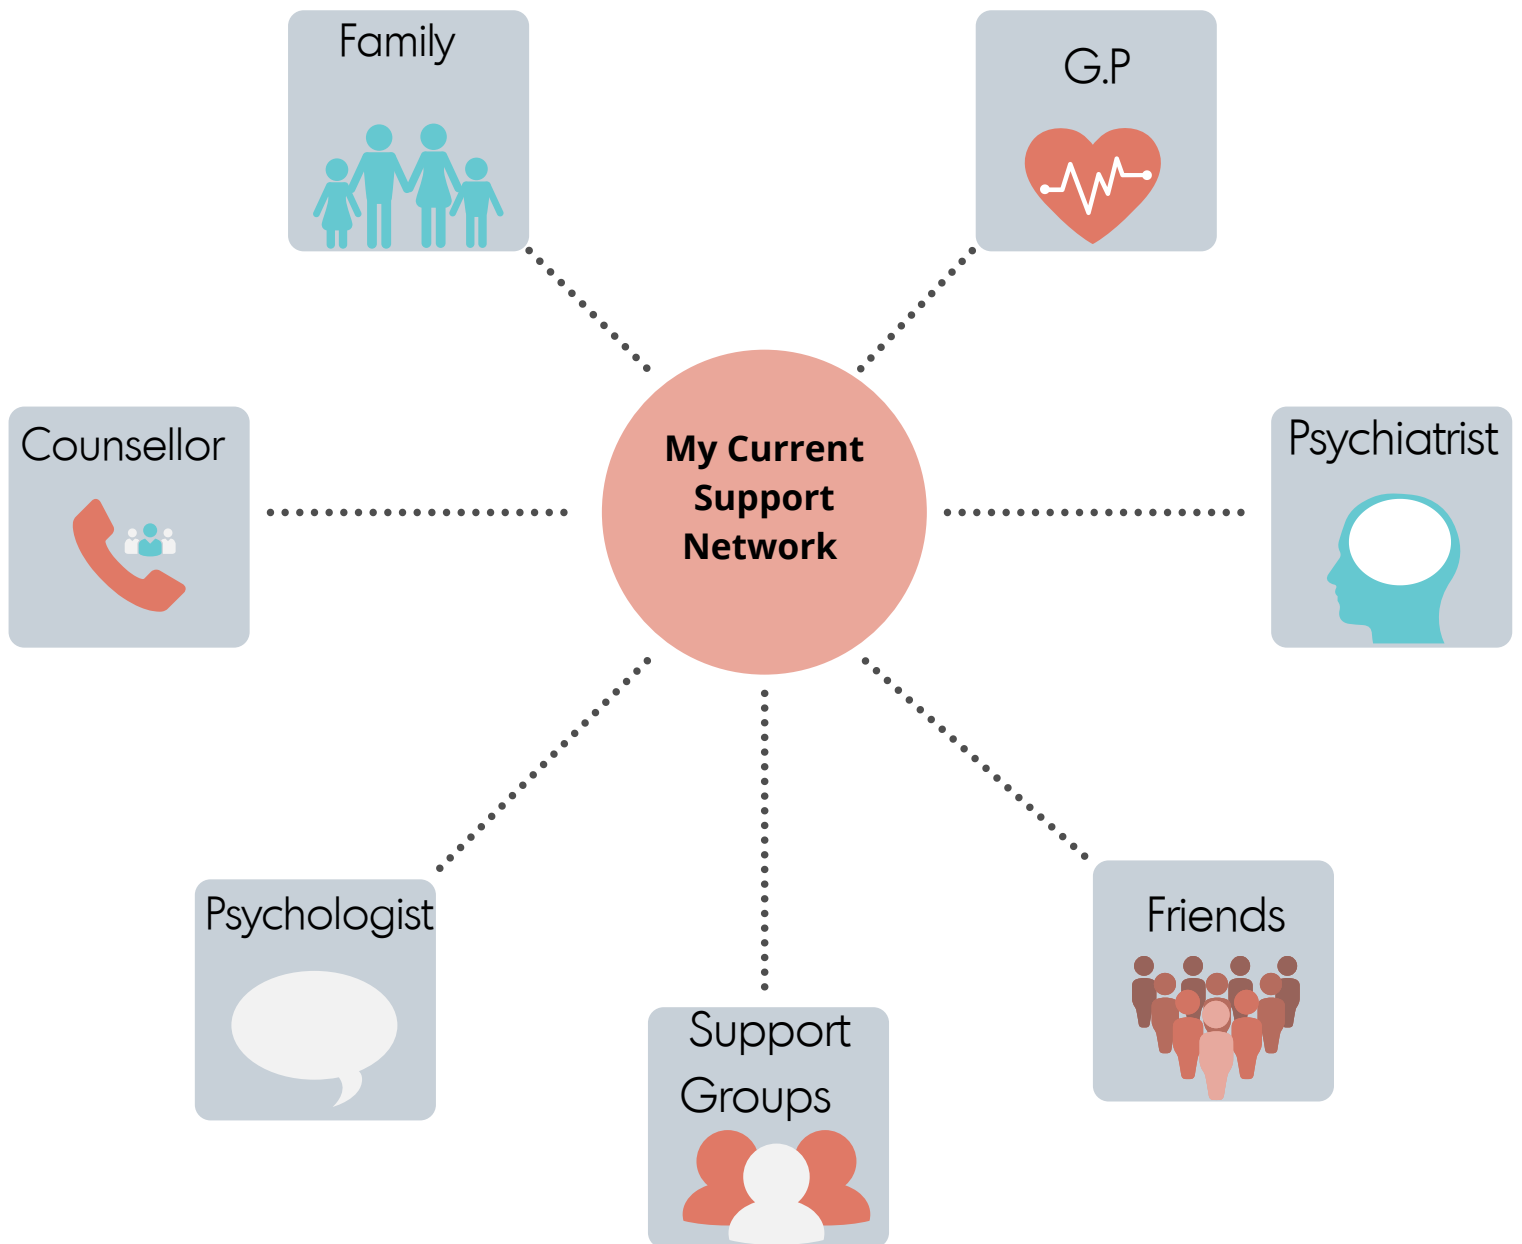 Family
G.P
Counsellor
My Current
Support
Network
Psychiatrist
Psychologist
Friends
Support
Groups